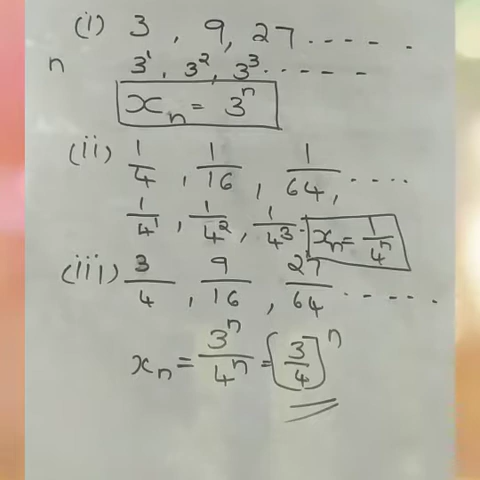 (i) 3 , 9, 27 ......
n 3¹, 3², 3³.....
xₙ = 3ⁿ
(ii) 1/4 , 1/16 , 1/64, ....
1/4¹ , 1/4² , 1/4³. xₙ = 1/4ⁿ
(iii) 3/4 , 9/16 , 27/64 ......
xₙ = 3ⁿ/4ⁿ = [3/4]ⁿ